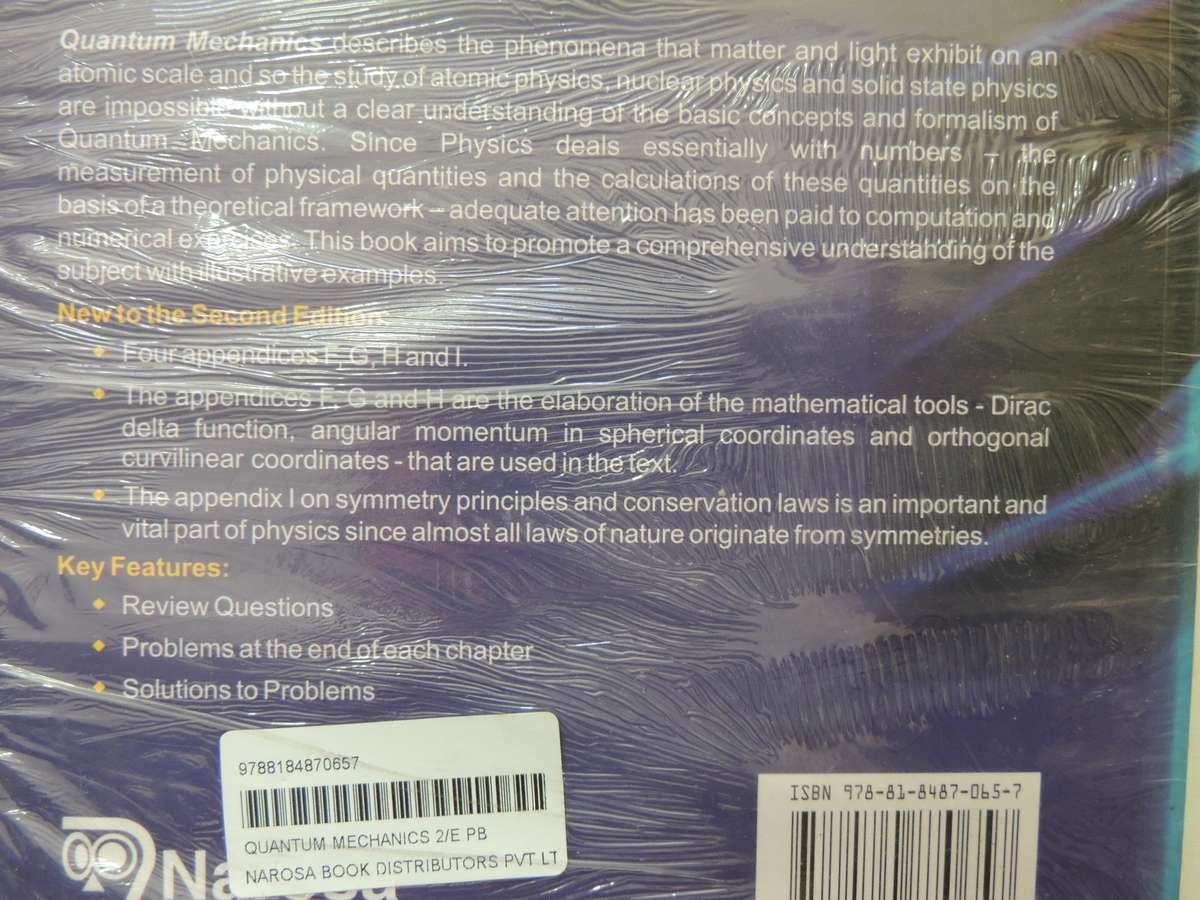 Quantum Mechanics describes the phenomena that matter and light exhibit on an
atomic scale and so the study of atomic physics, nuclear physics and solid state physics
are impossible without a clear understanding of the basic concepts and formalism of
Quantum Mechanics. Since Physics deals essentially with numbers – the
measurement of physical quantities and the calculations of these quantities on the
basis of a theoretical framework – adequate attention has been paid to computation and
numerical exercises. This book aims to promote a comprehensive understanding of the
subject with illustrative examples.
New to the Second Edition:
Four appendices F, G, H and I.
The appendices F, G and H are the elaboration of the mathematical tools - Dirac
delta function, angular momentum in spherical coordinates and orthogonal
curvilinear coordinates - that are used in the text.
The appendix I on symmetry principles and conservation laws is an important and
vital part of physics since almost all laws of nature originate from symmetries.
Key Features:
Review Questions
Problems at the end of each chapter
Solutions to Problems
9788184870657
QUANTUM MECHANICS 2/E PB
NAROSA BOOK DISTRIBUTORS PVT LT
Narosa
ISBN 978-81-8487-065-7